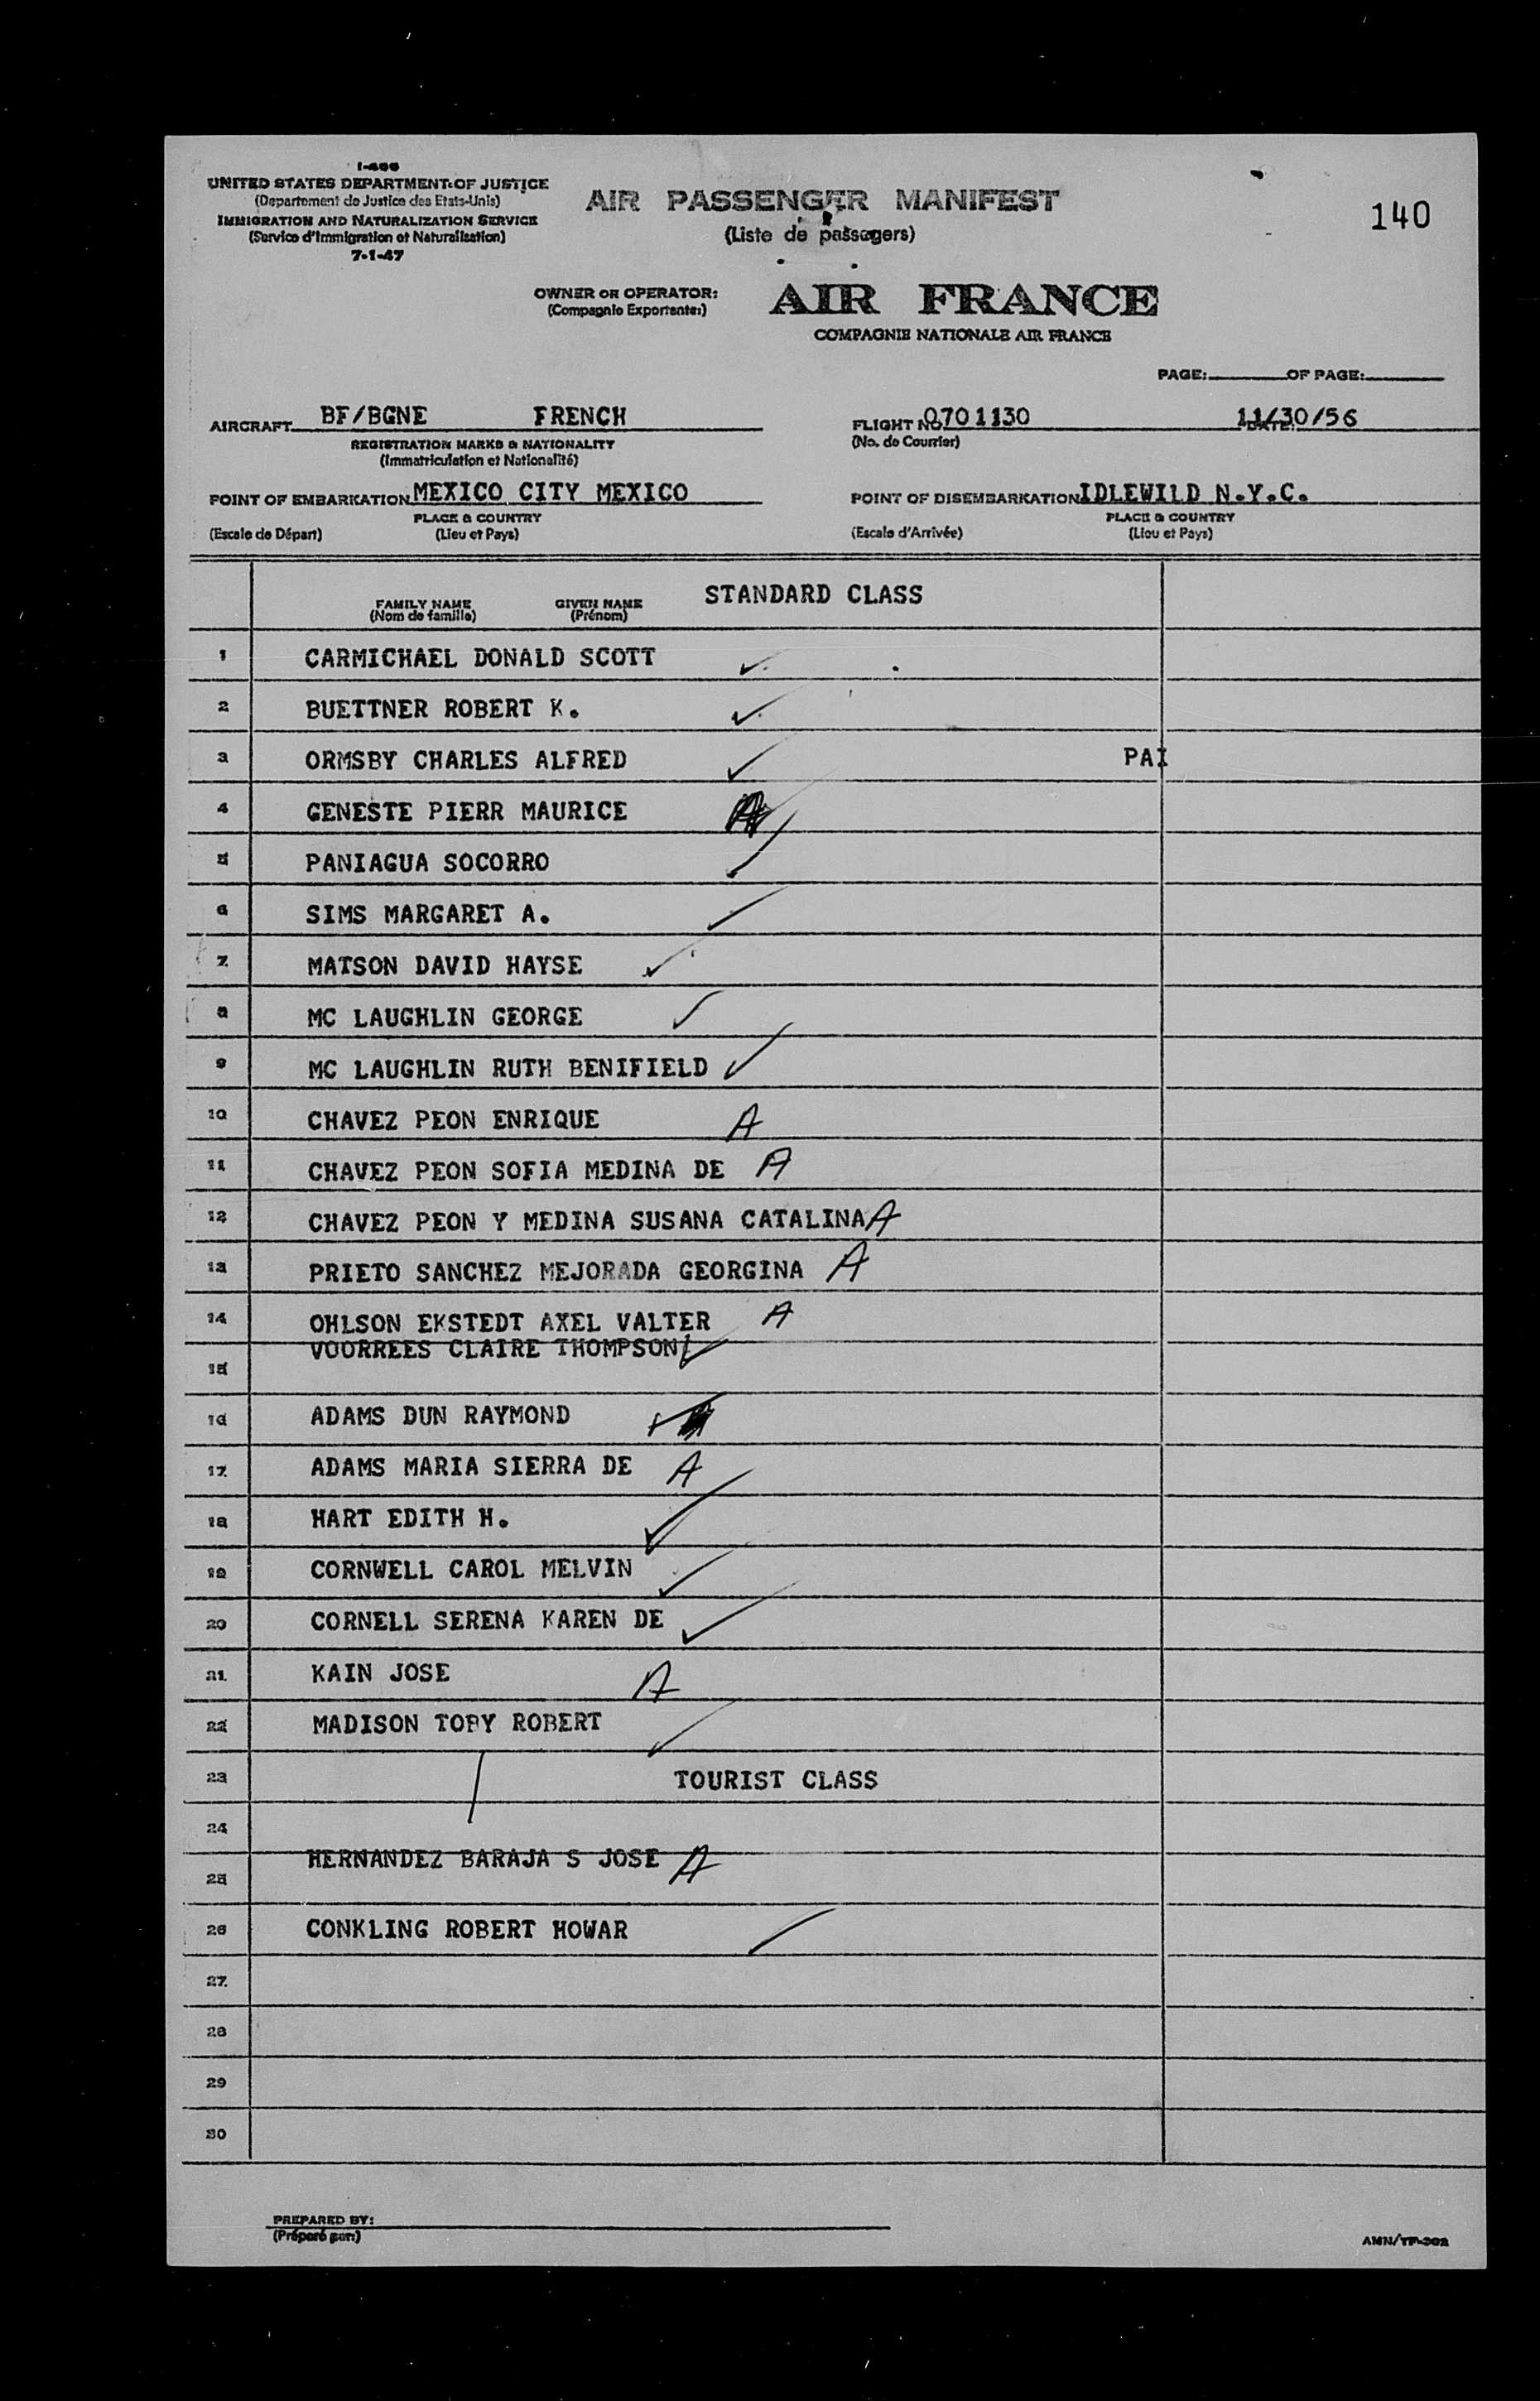 I-466
UNITED STATES DEPARTMENT OF JUSTICE
(Departement de Justice des Etats-Unis)
IMMIGRATION AND NATURALIZATION SERVICE
(Service d'Immigration et Naturalisation)
7-1-47
AIR PASSENGER MANIFEST
(Liste de passagers)
140
OWNER OR OPERATOR:
(Compagnie Exportante:)
AIR FRANCE
COMPAGNIE NATIONALE AIR FRANCE
PAGE: OF PAGE:
AIRCRAFT BF/BGNE FRENCH
REGISTRATION MARKS & NATIONALITY
(Immatriculation et Nationalité)
FLIGHT NO 0701130 DATE 11/30/56
(No. de Courrier)
POINT OF EMBARKATION MEXICO CITY MEXICO
PLACE & COUNTRY
(Escale de Départ) (Lieu et Pays)
POINT OF DISEMBARKATION IDLEWILD N.Y.C.
PLACE & COUNTRY
(Escale d'Arrivée) (Lieu et Pays)
FAMILY NAME GIVEN NAME STANDARD CLASS
(Nom de famille) (Prénom)
1 CARMICHAEL DONALD SCOTT ✓
2 BUETTNER ROBERT K. ✓
3 ORMSBY CHARLES ALFRED ✓ PAI
4 GENESTE PIERR MAURICE
5 PANIAGUA SOCORRO ✓
6 SIMS MARGARET A. ✓
7 MATSON DAVID HAYSE ✓
8 MC LAUGHLIN GEORGE ✓
9 MC LAUGHLIN RUTH BENIFIELD ✓
10 CHAVEZ PEON ENRIQUE A
11 CHAVEZ PEON SOFIA MEDINA DE A
12 CHAVEZ PEON Y MEDINA SUSANA CATALINA A
13 PRIETO SANCHEZ MEJORADA GEORGINA A
14 OHLSON EKSTEDT AXEL VALTER A
15 VOORREES CLAIRE THOMPSON ✓
16 ADAMS DUN RAYMOND ✓
17 ADAMS MARIA SIERRA DE A
18 HART EDITH H. ✓
19 CORNWELL CAROL MELVIN ✓
20 CORNELL SERENA KAREN DE ✓
21 KAIN JOSE A
22 MADISON TOBY ROBERT ✓
23 TOURIST CLASS
24
25 HERNANDEZ BARAJA S JOSE A
26 CONKLING ROBERT HOWAR ✓
27
28
29
30
PREPARED BY:
(Préparé par:)
AMN/TP-302